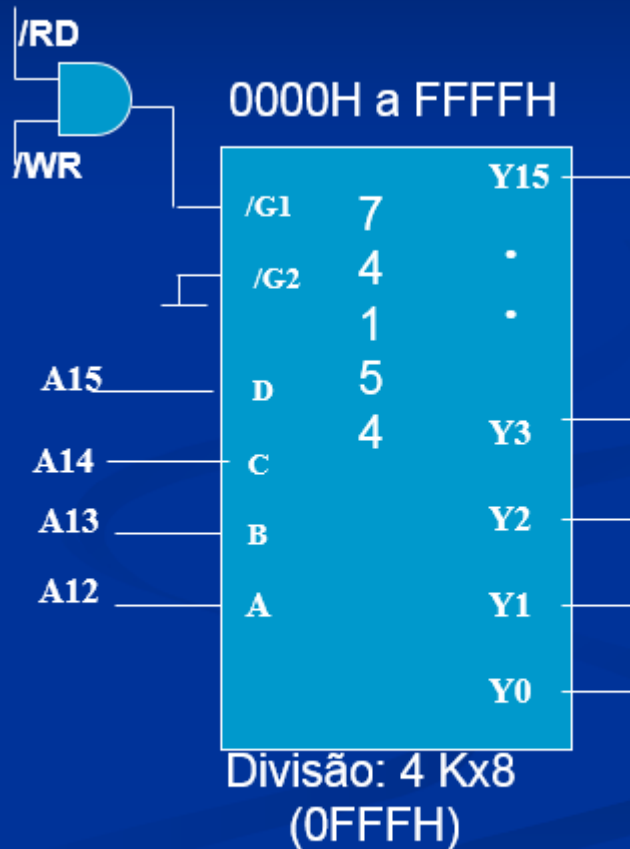 /RD
0000H a FFFFH
/WR
Y15
/G1
7
/G2
4
1
A15
D
5
4
Y3
A14
C
A13
B
Y2
A12
A
Y1
Y0
Divisão: 4 Kx8
(0FFFH)